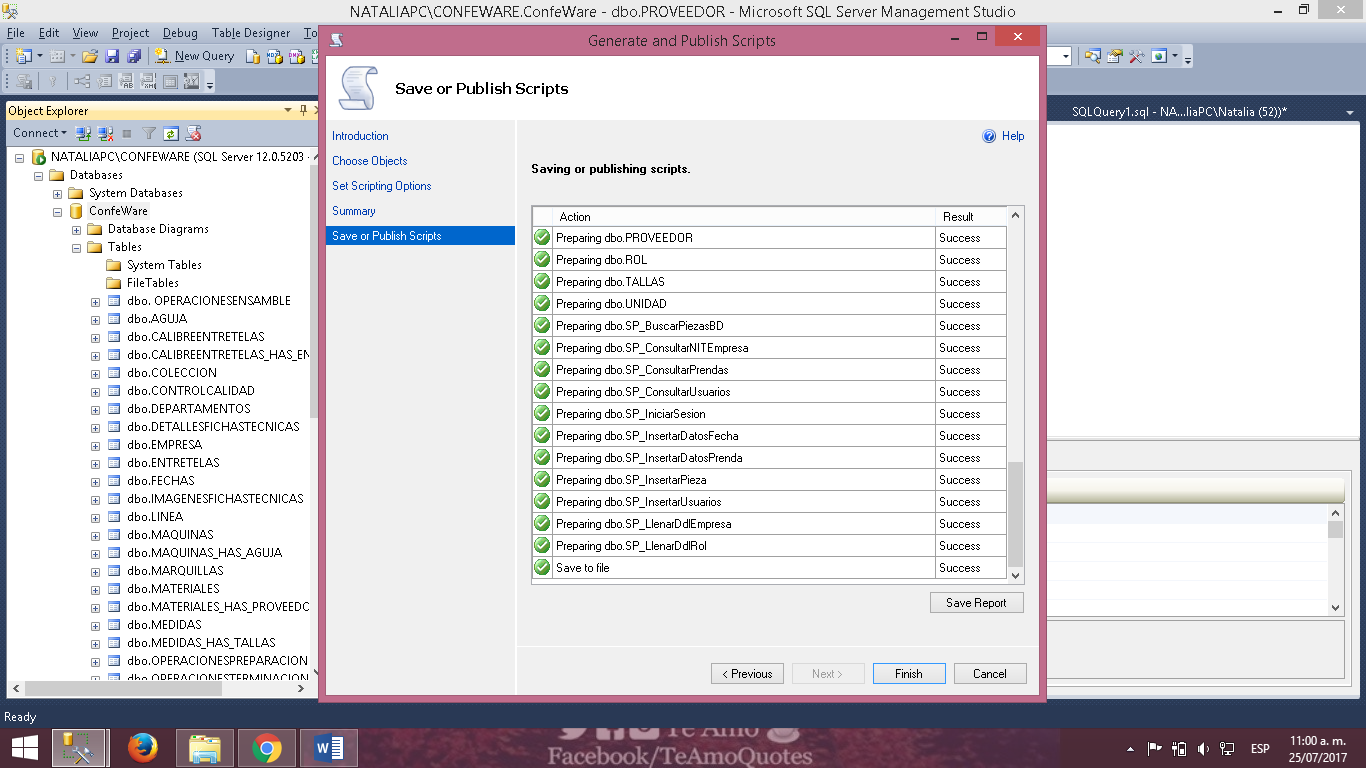 NATALIAPC\CONFEWARE.ConfeWare - dbo.PROVEEDOR - Microsoft SQL Server Management Studio
File Edit View Project Debug Table Designer To
New Query
Generate and Publish Scripts
Save or Publish Scripts
Object Explorer
Connect
NATALIAPC\CONFEWARE (SQL Server 12.0.5203 -
Databases
System Databases
ConfeWare
Database Diagrams
Tables
System Tables
FileTables
dbo. OPERACIONESENSAMBLE
dbo.AGUJA
dbo.CALIBREENTRETELAS
dbo.CALIBREENTRETELAS_HAS_EN
dbo.COLECCION
dbo.CONTROLCALIDAD
dbo.DEPARTAMENTOS
dbo.DETALLESFICHASTECNICAS
dbo.EMPRESA
dbo.ENTRETELAS
dbo.FECHAS
dbo.IMAGENESFICHASTECNICAS
dbo.LINEA
dbo.MAQUINAS
dbo.MAQUINAS_HAS_AGUJA
dbo.MARQUILLAS
dbo.MATERIALES
dbo.MATERIALES_HAS_PROVEEDO
dbo.MEDIDAS
dbo.MEDIDAS_HAS_TALLAS
dbo.OPERACIONESPREPARACION
dbo.OPERACIONESTERMINACION
Introduction
Choose Objects
Set Scripting Options
Summary
Save or Publish Scripts
Help
Saving or publishing scripts.
Action Result
Preparing dbo.PROVEEDOR Success
Preparing dbo.ROL Success
Preparing dbo.TALLAS Success
Preparing dbo.UNIDAD Success
Preparing dbo.SP_BuscarPiezasBD Success
Preparing dbo.SP_ConsultarNITEmpresa Success
Preparing dbo.SP_ConsultarPrendas Success
Preparing dbo.SP_ConsultarUsuarios Success
Preparing dbo.SP_IniciarSesion Success
Preparing dbo.SP_InsertarDatosFecha Success
Preparing dbo.SP_InsertarDatosPrenda Success
Preparing dbo.SP_InsertarPieza Success
Preparing dbo.SP_InsertarUsuarios Success
Preparing dbo.SP_LlenarDdlEmpresa Success
Preparing dbo.SP_LlenarDdlRol Success
Save to file Success
Save Report
< Previous Next > Finish Cancel
SQLQuery1.sql - NA...liaPC\Natalia (52))*
Ready
Te Amo
Facebook/TeAmoQuotes
ESP
11:00 a. m.
25/07/2017